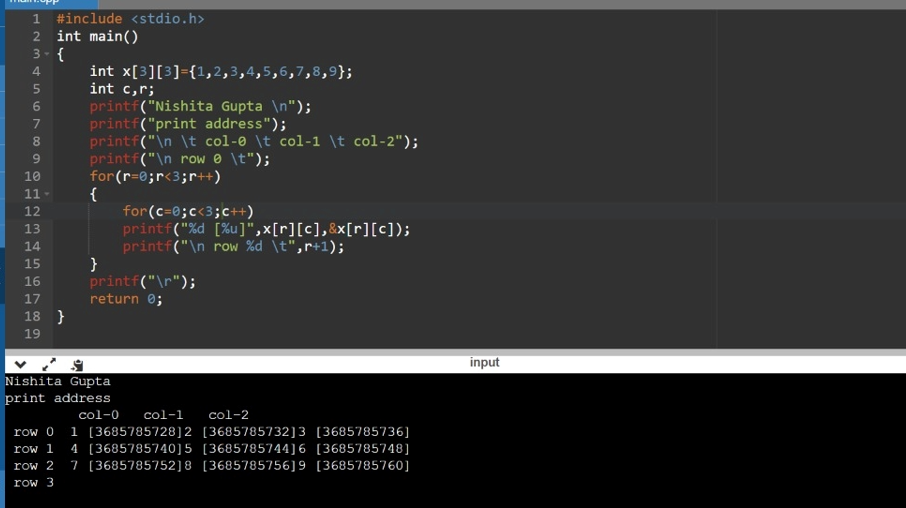 main.cpp
1 #include <stdio.h>
2 int main()
3 {
4 int x[3][3]={1,2,3,4,5,6,7,8,9};
5 int c,r;
6 printf("Nishita Gupta \n");
7 printf("print address");
8 printf("\n \t col-0 \t col-1 \t col-2");
9 printf("\n row 0 \t");
10 for(r=0;r<3;r++)
11 {
12 for(c=0;c<3;c++)
13 printf("%d [%u]",x[r][c],&x[r][c]);
14 printf("\n row %d \t",r+1);
15 }
16 printf("\r");
17 return 0;
18 }
19
input
Nishita Gupta
print address
col-0 col-1 col-2
row 0 1 [3685785728]2 [3685785732]3 [3685785736]
row 1 4 [3685785740]5 [3685785744]6 [3685785748]
row 2 7 [3685785752]8 [3685785756]9 [3685785760]
row 3